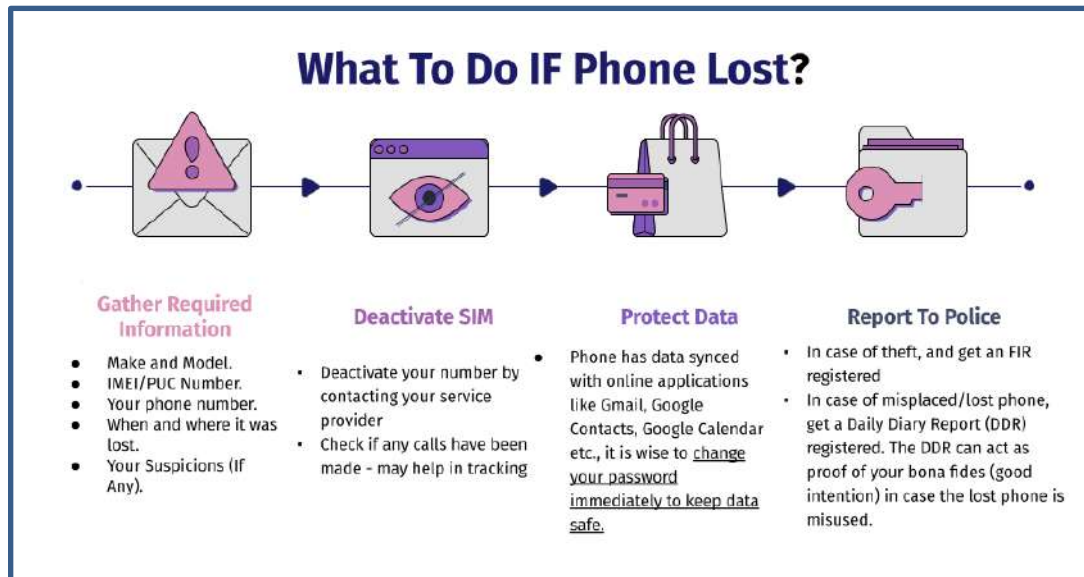 What To Do IF Phone Lost?
Gather Required
Information
● Make and Model.
● IMEI/PUC Number.
● Your phone number.
● When and where it was
lost.
● Your Suspicions (If
Any).
Deactivate SIM
• Deactivate your number by
contacting your service
provider
• Check if any calls have been
made - may help in tracking
Protect Data
● Phone has data synced
with online applications
like Gmail, Google
Contacts, Google Calendar
etc., it is wise to change
your password
immediately to keep data
safe.
Report To Police
• In case of theft, and get an FIR
registered
• In case of misplaced/lost phone,
get a Daily Diary Report (DDR)
registered. The DDR can act as
proof of your bona fides (good
intention) in case the lost phone is
misused.